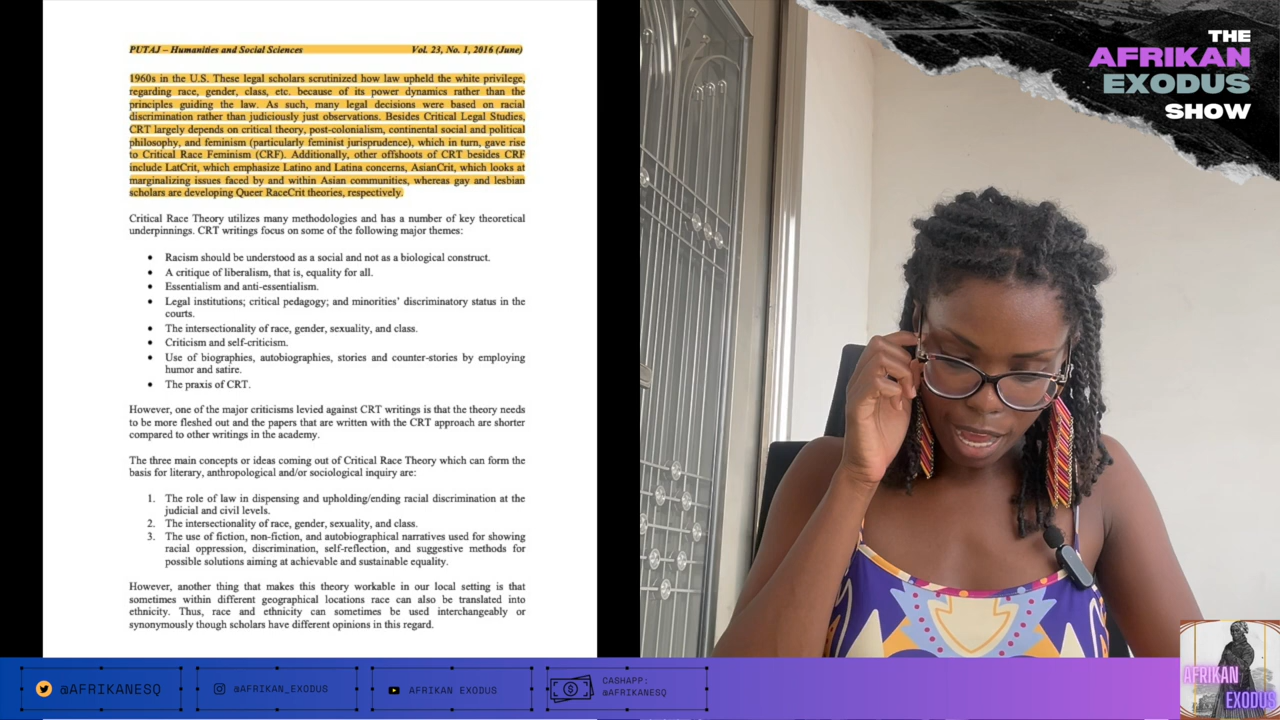 PUTAJ – Humanities and Social Sciences Vol. 23, No. 1, 2016 (June)
1960s in the U.S. These legal scholars scrutinized how law upheld the white privilege,
regarding race, gender, class, etc. because of its power dynamics rather than the
principles guiding the law. As such, many legal decisions were based on racial
discrimination rather than judiciously just observations. Besides Critical Legal Studies,
CRT largely depends on critical theory, post-colonialism, continental social and political
philosophy, and feminism (particularly feminist jurisprudence), which in turn, gave rise
to Critical Race Feminism (CRF). Additionally, other offshoots of CRT besides CRF
include LatCrit, which emphasize Latino and Latina concerns, AsianCrit, which looks at
marginalizing issues faced by and within Asian communities, whereas gay and lesbian
scholars are developing Queer RaceCrit theories, respectively.
Critical Race Theory utilizes many methodologies and has a number of key theoretical
underpinnings. CRT writings focus on some of the following major themes:
• Racism should be understood as a social and not as a biological construct.
• A critique of liberalism, that is, equality for all.
• Essentialism and anti-essentialism.
• Legal institutions; critical pedagogy; and minorities' discriminatory status in the
courts.
• The intersectionality of race, gender, sexuality, and class.
• Criticism and self-criticism.
• Use of biographies, autobiographies, stories and counter-stories by employing
humor and satire.
• The praxis of CRT.
However, one of the major criticisms levied against CRT writings is that the theory needs
to be more fleshed out and the papers that are written with the CRT approach are shorter
compared to other writings in the academy.
The three main concepts or ideas coming out of Critical Race Theory which can form the
basis for literary, anthropological and/or sociological inquiry are:
1. The role of law in dispensing and upholding/ending racial discrimination at the
judicial and civil levels.
2. The intersectionality of race, gender, sexuality, and class.
3. The use of fiction, non-fiction, and autobiographical narratives used for showing
racial oppression, discrimination, self-reflection, and suggestive methods for
possible solutions aiming at achievable and sustainable equality.
However, another thing that makes this theory workable in our local setting is that
sometimes within different geographical locations race can also be translated into
ethnicity. Thus, race and ethnicity can sometimes be used interchangeably or
synonymously though scholars have different opinions in this regard.
THE
AFRIKAN
EXODUS
SHOW
@AFRIKANESQ
@AFRIKAN_EXODUS
AFRIKAN EXODUS
CASHAPP:
@AFRIKANESQ
AFRIKAN
EXODUS